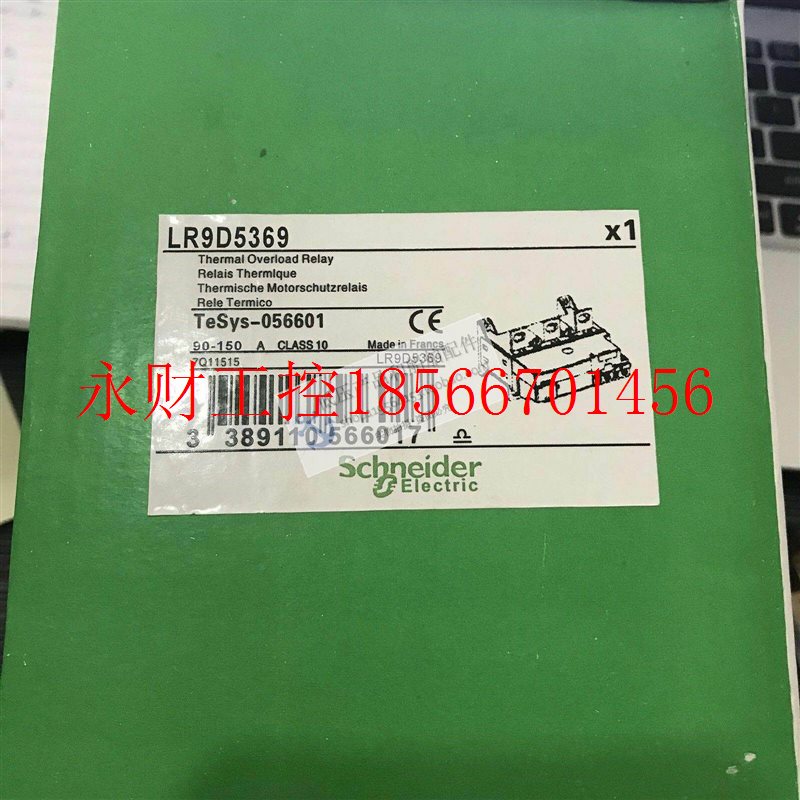 LR9D5369
x1
Thermal Overload Relay
Relais Thermique
Thermische Motorschutzrelais
Rele Termico
TeSys-056601
CE
90-150 A CLASS 10
Made in France
7Q11515
LR9D5369
永财工控18566701456
3 389110 566017
Schneider
Electric